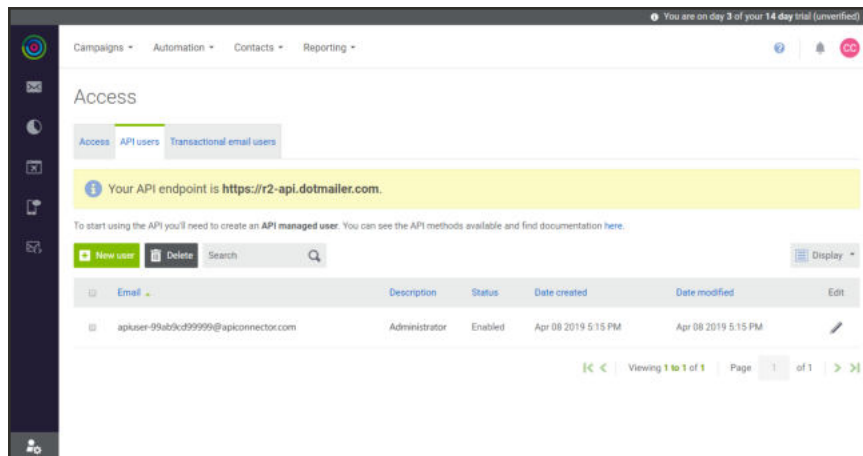 You are on day 3 of your 14 day trial (unverified)
Campaigns Automation Contacts Reporting CC
Access
Access API users Transactional email users
Your API endpoint is https://r2-api.dotmailer.com.
To start using the API you'll need to create an API managed user. You can see the API methods available and find documentation here.
New user Delete Search Display
Email Description Status Date created Date modified Edit
apiuser-99ab9cd99999@apiconnector.com Administrator Enabled Apr 08 2019 5:15 PM Apr 08 2019 5:15 PM
Viewing 1 to 1 of 1 Page 1 of 1